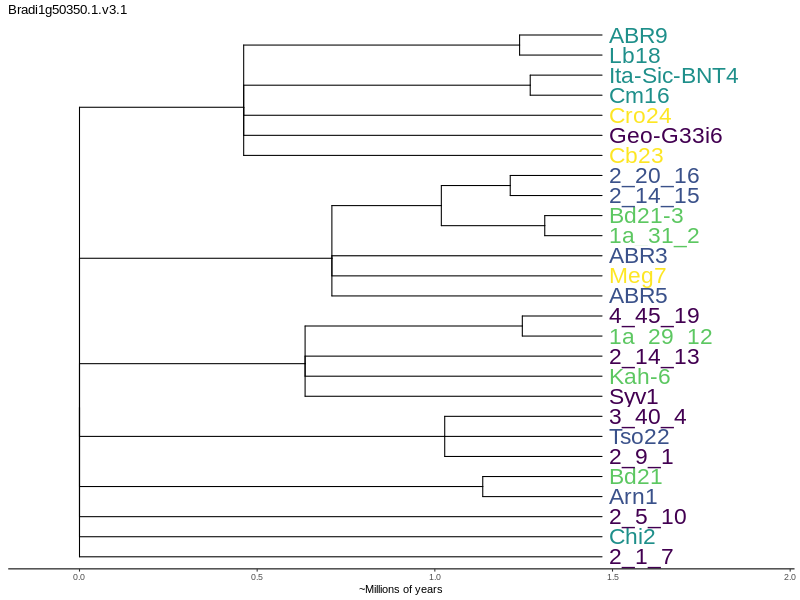 Bradi1g50350.1.v3.1
ABR9
Lb18
Ita-Sic-BNT4
Cm16
Cro24
Geo-G33i6
Cb23
2_20_16
2_14_15
Bd21-3
1a_31_2
ABR3
Meg7
ABR5
4_45_19
1a_29_12
2_14_13
Kah-6
Syv1
3_40_4
Tso22
2_9_1
Bd21
Arn1
2_5_10
Chi2
2_1_7
0.0 0.5 1.0 1.5 2.0
~Millions of years